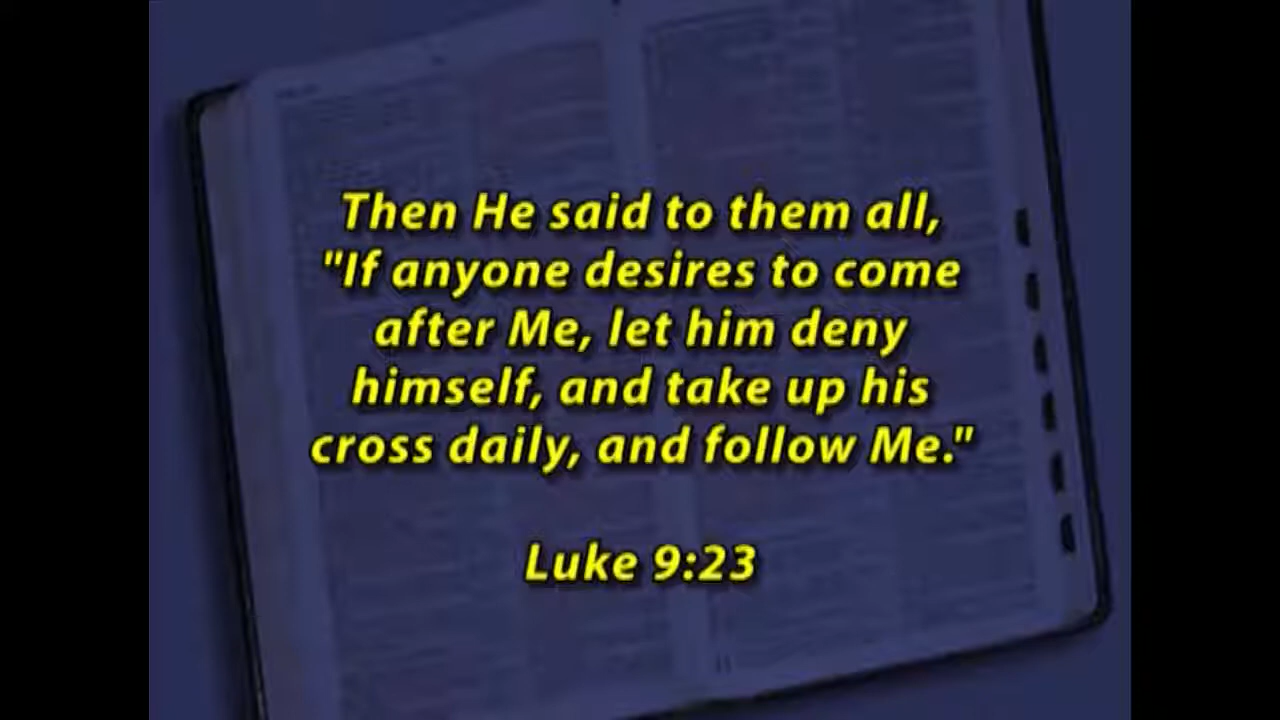 Then He said to them all,
"If anyone desires to come
after Me, let him deny
himself, and take up his
cross daily, and follow Me."
Luke 9:23